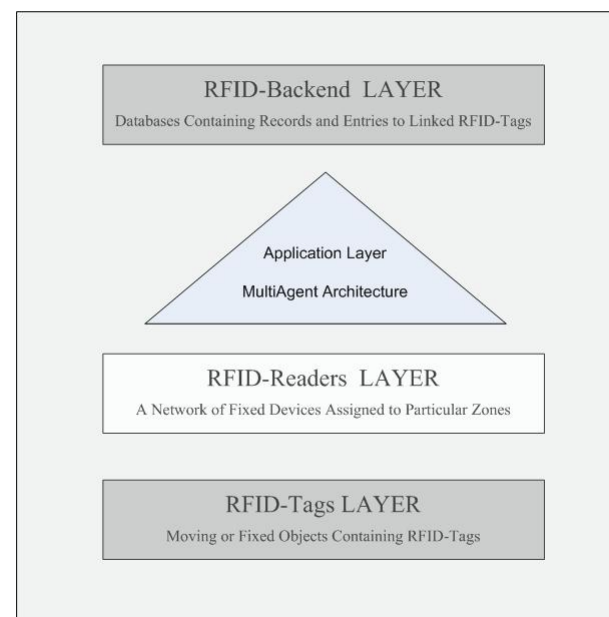 RFID-Backend LAYER
Databases Containing Records and Entries to Linked RFID-Tags
Application Layer
MultiAgent Architecture
RFID-Readers LAYER
A Network of Fixed Devices Assigned to Particular Zones
RFID-Tags LAYER
Moving or Fixed Objects Containing RFID-Tags